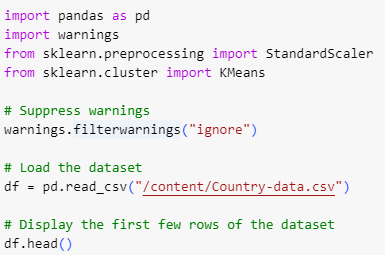 import pandas as pd
import warnings
from sklearn.preprocessing import StandardScaler
from sklearn.cluster import KMeans
# Suppress warnings
warnings.filterwarnings("ignore")
# Load the dataset
df = pd.read_csv("/content/Country-data.csv")
# Display the first few rows of the dataset
df.head()